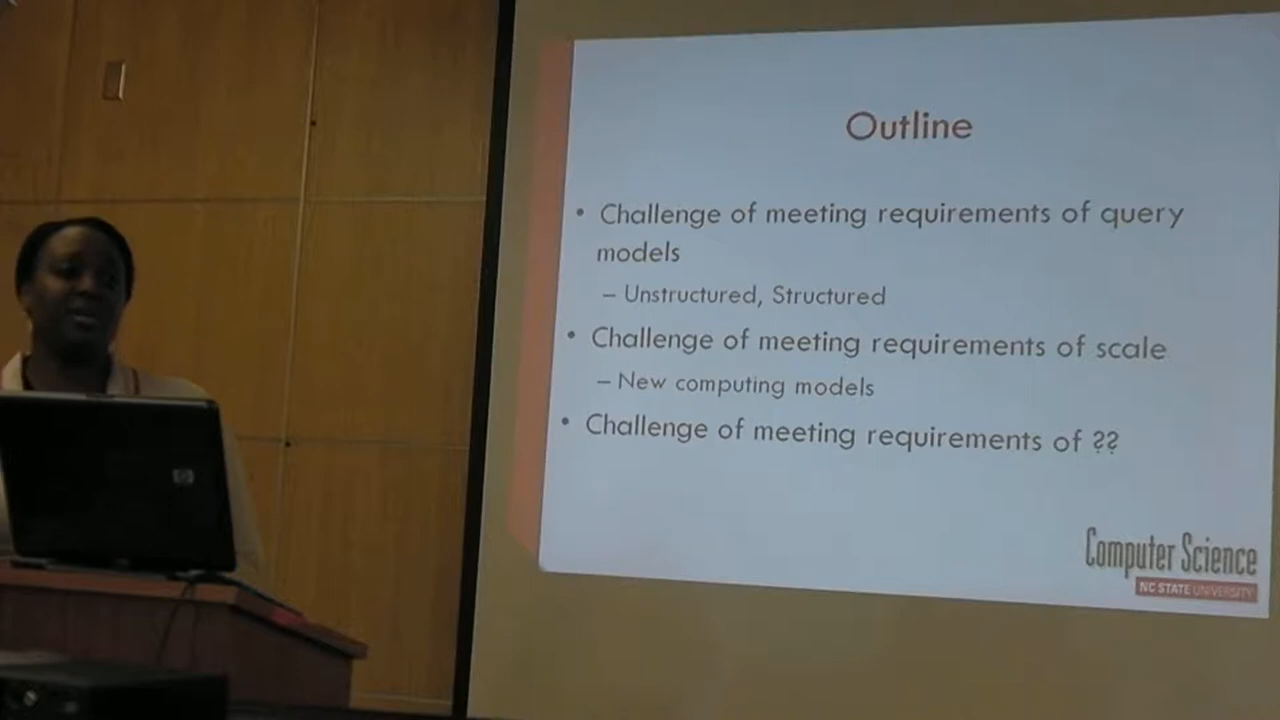 Outline
• Challenge of meeting requirements of query
models
– Unstructured, Structured
• Challenge of meeting requirements of scale
– New computing models
• Challenge of meeting requirements of ??
Computer Science
NC STATE UNIVERSITY
hp